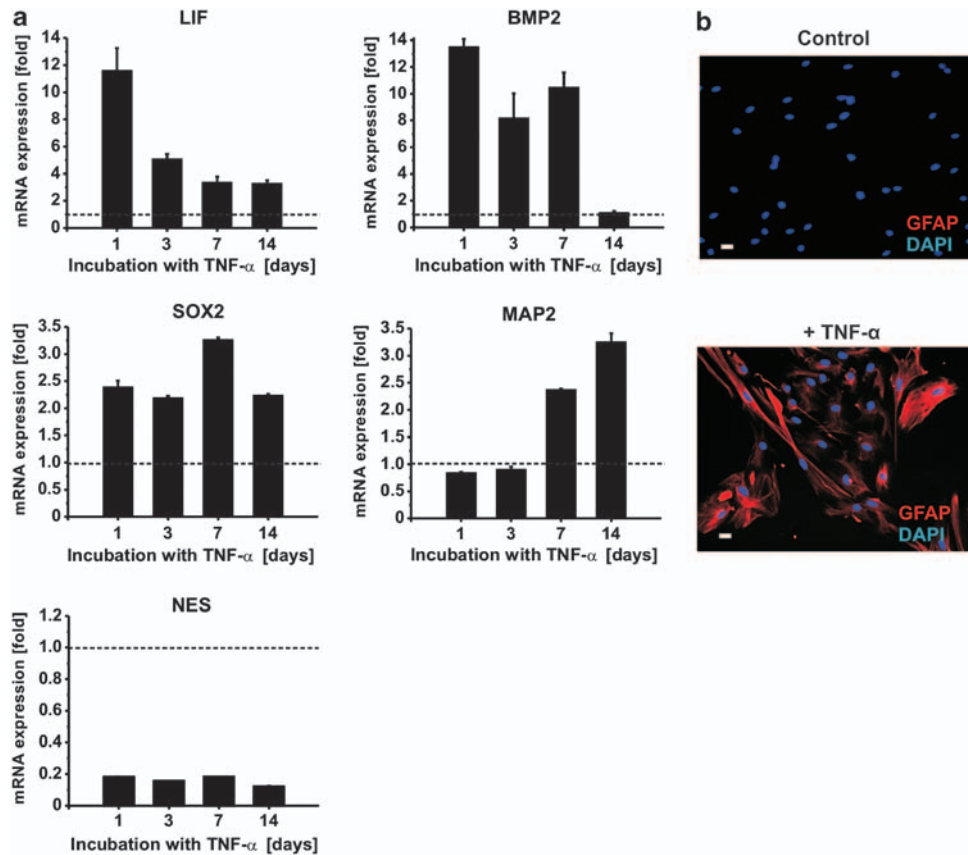 a
LIF
mRNA expression [fold]
14
12
10
8
6
4
2
0
1 3 7 14
Incubation with TNF-α [days]
BMP2
mRNA expression [fold]
14
12
10
8
6
4
2
0
1 3 7 14
Incubation with TNF-α [days]
SOX2
mRNA expression [fold]
3.5
3.0
2.5
2.0
1.5
1.0
0.5
0.0
1 3 7 14
Incubation with TNF-α [days]
MAP2
mRNA expression [fold]
3.5
3.0
2.5
2.0
1.5
1.0
0.5
0
1 3 7 14
Incubation with TNF-α [days]
NES
mRNA expression [fold]
1.2
1.0
0.8
0.6
0.4
0.2
0
1 3 7 14
Incubation with TNF-α [days]
b
Control
GFAP
DAPI
+ TNF-α
GFAP
DAPI